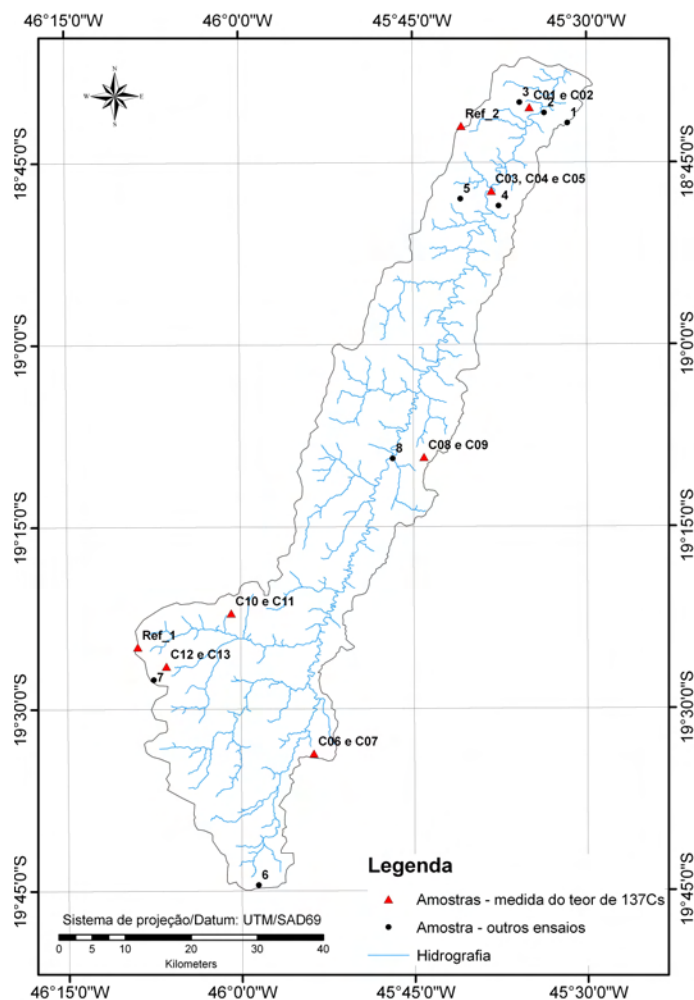 46°15'0"W 46°0'0"W 45°45'0"W 45°30'0"W
N
W E
S
3 C01 e C02
2
1
Ref_2
18°45'0"S 18°45'0"S
C03, C04 e C05
5
4
19°0'0"S 19°0'0"S
8 C08 e C09
19°15'0"S 19°15'0"S
C10 e C11
Ref_1
C12 e C13
7
19°30'0"S 19°30'0"S
C06 e C07
6
19°45'0"S 19°45'0"S
Legenda
Amostras - medida do teor de 137Cs
Amostra - outros ensaios
Hidrografia
Sistema de projeção/Datum: UTM/SAD69
0 5 10 20 30 40
Kilometers
46°15'0"W 46°0'0"W 45°45'0"W 45°30'0"W